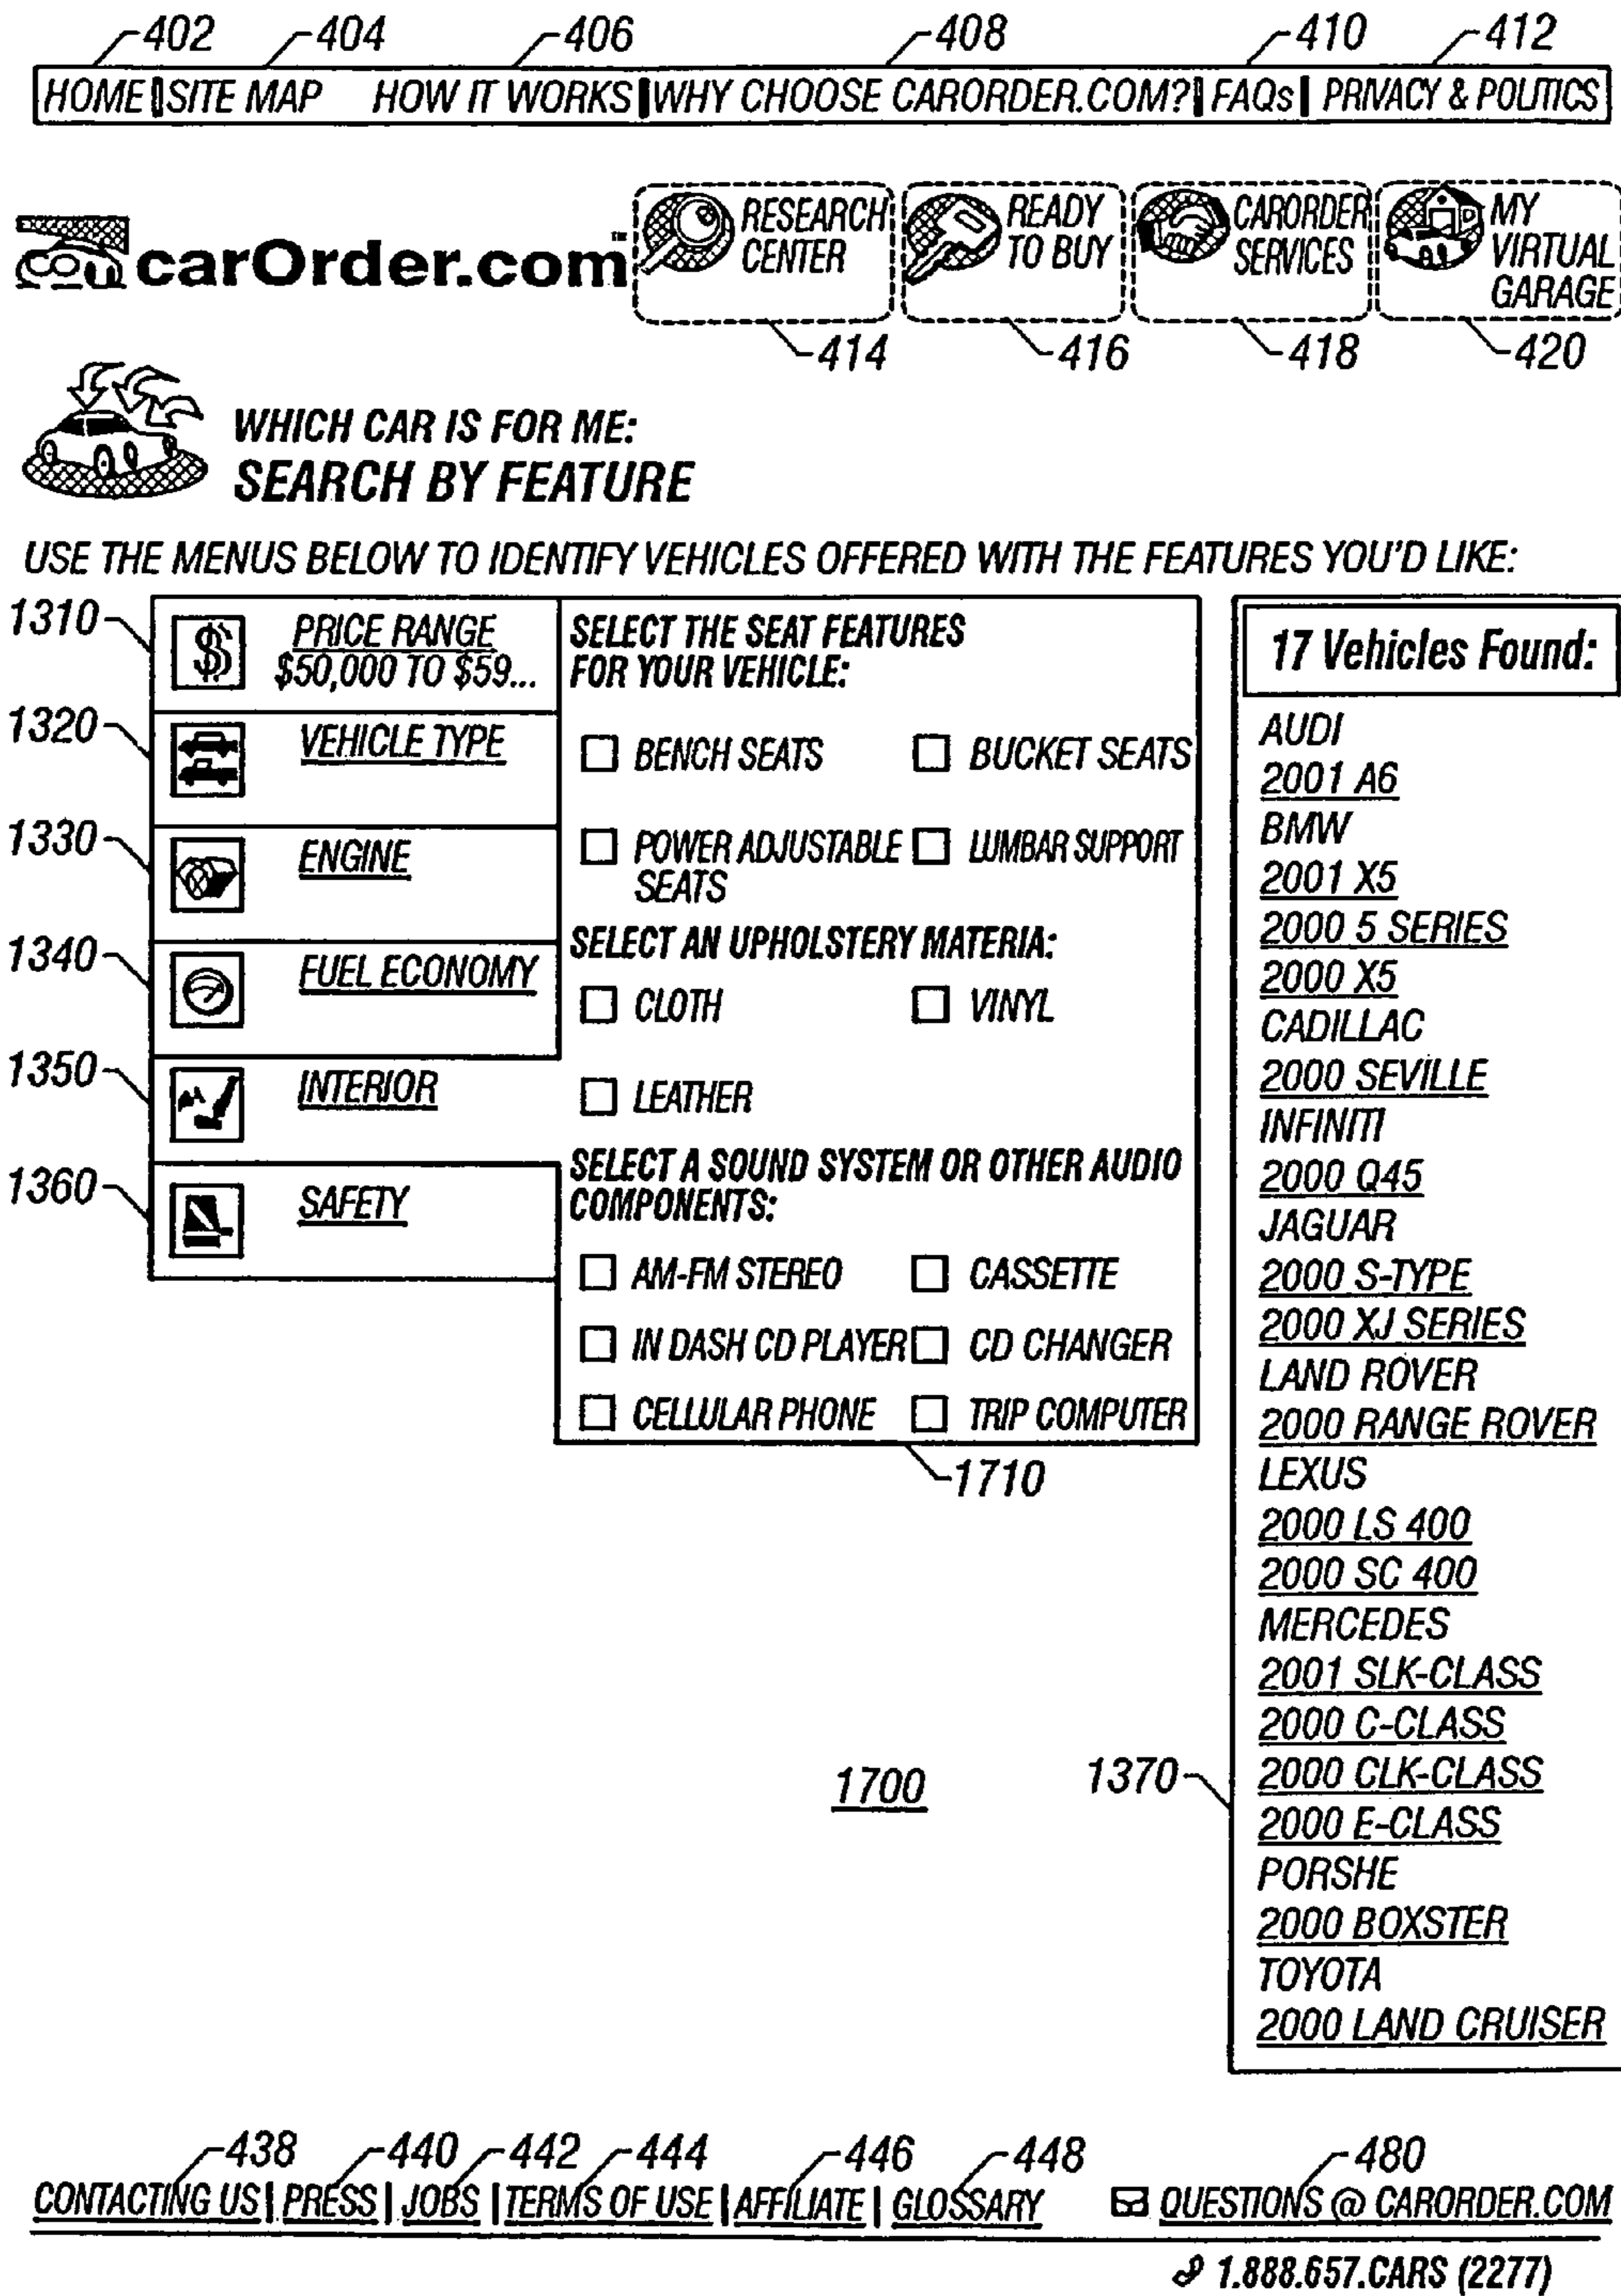 402 404 406 408 410 412
HOME | SITE MAP HOW IT WORKS | WHY CHOOSE CARORDER.COM? | FAQs | PRIVACY & POLITICS
carOrder.com™
RESEARCH CENTER
READY TO BUY
CARORDER SERVICES
MY VIRTUAL GARAGE
414 416 418 420
WHICH CAR IS FOR ME:
SEARCH BY FEATURE
USE THE MENUS BELOW TO IDENTIFY VEHICLES OFFERED WITH THE FEATURES YOU'D LIKE:
1310 $ PRICE RANGE
$50,000 TO $59...
1320 VEHICLE TYPE
1330 ENGINE
1340 FUEL ECONOMY
1350 INTERIOR
1360 SAFETY
SELECT THE SEAT FEATURES
FOR YOUR VEHICLE:
BENCH SEATS BUCKET SEATS
POWER ADJUSTABLE SEATS LUMBAR SUPPORT
SELECT AN UPHOLSTERY MATERIA:
CLOTH VINYL
LEATHER
SELECT A SOUND SYSTEM OR OTHER AUDIO
COMPONENTS:
AM-FM STEREO CASSETTE
IN DASH CD PLAYER CD CHANGER
CELLULAR PHONE TRIP COMPUTER
1710
17 Vehicles Found:
AUDI
2001 A6
BMW
2001 X5
2000 5 SERIES
2000 X5
CADILLAC
2000 SEVILLE
INFINITI
2000 Q45
JAGUAR
2000 S-TYPE
2000 XJ SERIES
LAND ROVER
2000 RANGE ROVER
LEXUS
2000 LS 400
2000 SC 400
MERCEDES
2001 SLK-CLASS
2000 C-CLASS
2000 CLK-CLASS
2000 E-CLASS
PORSHE
2000 BOXSTER
TOYOTA
2000 LAND CRUISER
1700 1370
438 440 442 444 446 448 480
CONTACTING US | PRESS | JOBS | TERMS OF USE | AFFILIATE | GLOSSARY QUESTIONS @ CARORDER.COM
1.888.657.CARS (2277)